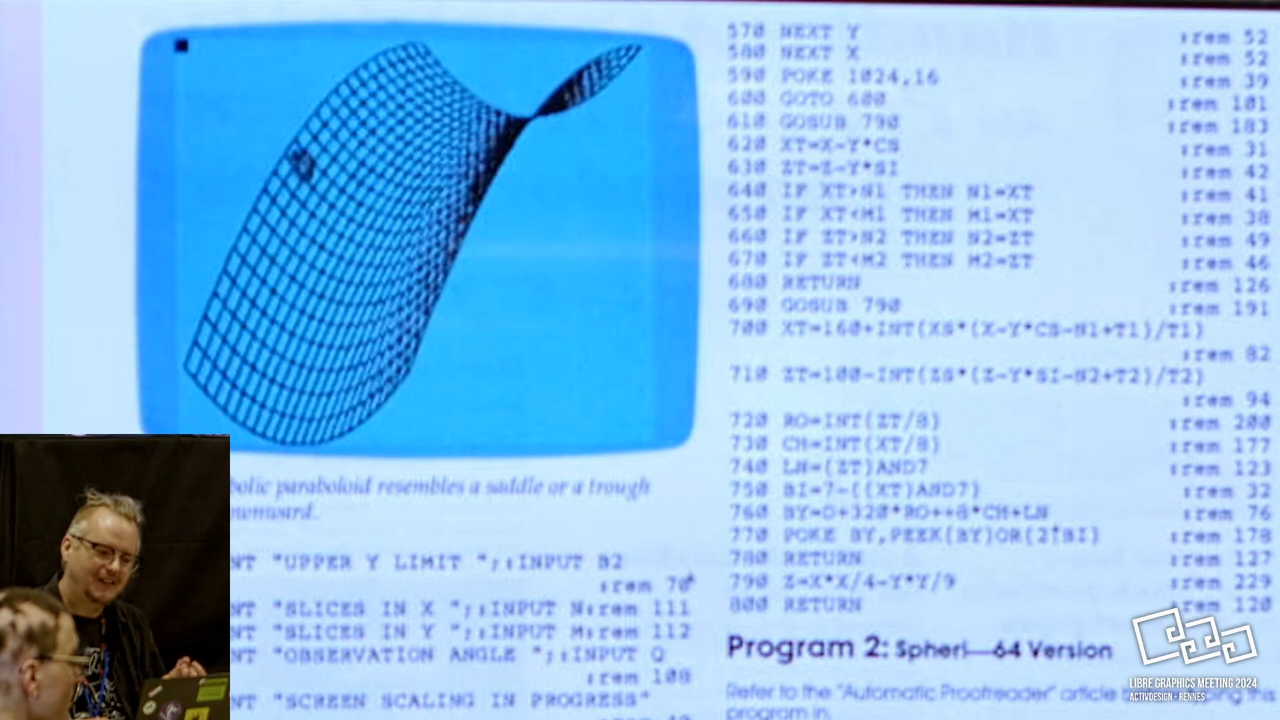 bolic paraboloid resembles a saddle or a trough
ownward.
NT "UPPER Y LIMIT ";:INPUT B2
:rem 70
NT "SLICES IN X ";:INPUT N:rem 111
NT "SLICES IN Y ";:INPUT M:rem 112
NT "OBSERVATION ANGLE ";:INPUT Q
:rem 108
NT "SCREEN SCALING IN PROGRESS"
570 NEXT Y :rem 52
580 NEXT X :rem 52
590 POKE 1024,16 :rem 39
600 GOTO 600 :rem 101
610 GOSUB 790 :rem 183
620 XT=X-Y*CS :rem 31
630 ZT=Z-Y*SI :rem 42
640 IF XT>N1 THEN N1=XT :rem 41
650 IF XT<M1 THEN M1=XT :rem 38
660 IF ZT>N2 THEN N2=ZT :rem 49
670 IF ZT<M2 THEN M2=ZT :rem 46
680 RETURN :rem 126
690 GOSUB 790 :rem 191
700 XT=160+INT(XS*(X-Y*CS-N1+T1)/T1)
:rem 82
710 ZT=100-INT(ZS*(Z-Y*SI-N2+T2)/T2)
:rem 94
720 RO=INT(ZT/8) :rem 200
730 CH=INT(XT/8) :rem 177
740 LN=(ZT)AND7 :rem 123
750 BI=7-((XT)AND7) :rem 32
760 BY=D+320*RO++8*CH+LN :rem 76
770 POKE BY,PEEK(BY)OR(2↑BI) :rem 178
780 RETURN :rem 127
790 Z=X*X/4-Y*Y/9 :rem 229
800 RETURN :rem 120
Program 2: Spheri—64 Version
Refer to the "Automatic Proofreader" article this
program in.
LIBRE GRAPHICS MEETING 2024
ACTIVDESIGN - RENNES